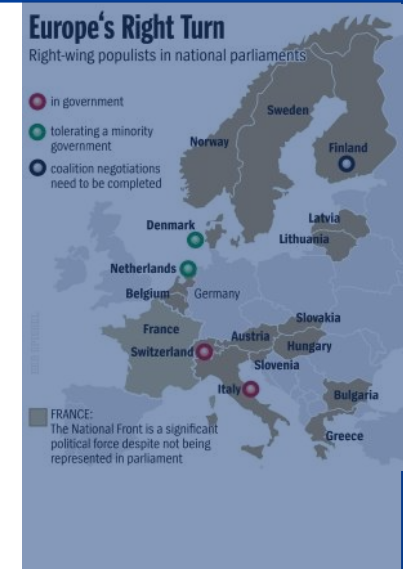 Europe's Right Turn
Right-wing populists in national parliaments
in government
tolerating a minority
government
coalition negotiations
need to be completed
Sweden
Norway
Finland
Denmark
Latvia
Lithuania
Netherlands
Belgium
Germany
France
Slovakia
Austria
Hungary
Switzerland
Slovenia
Italy
Bulgaria
Greece
FRANCE:
The National Front is a significant
political force despite not being
represented in parliament